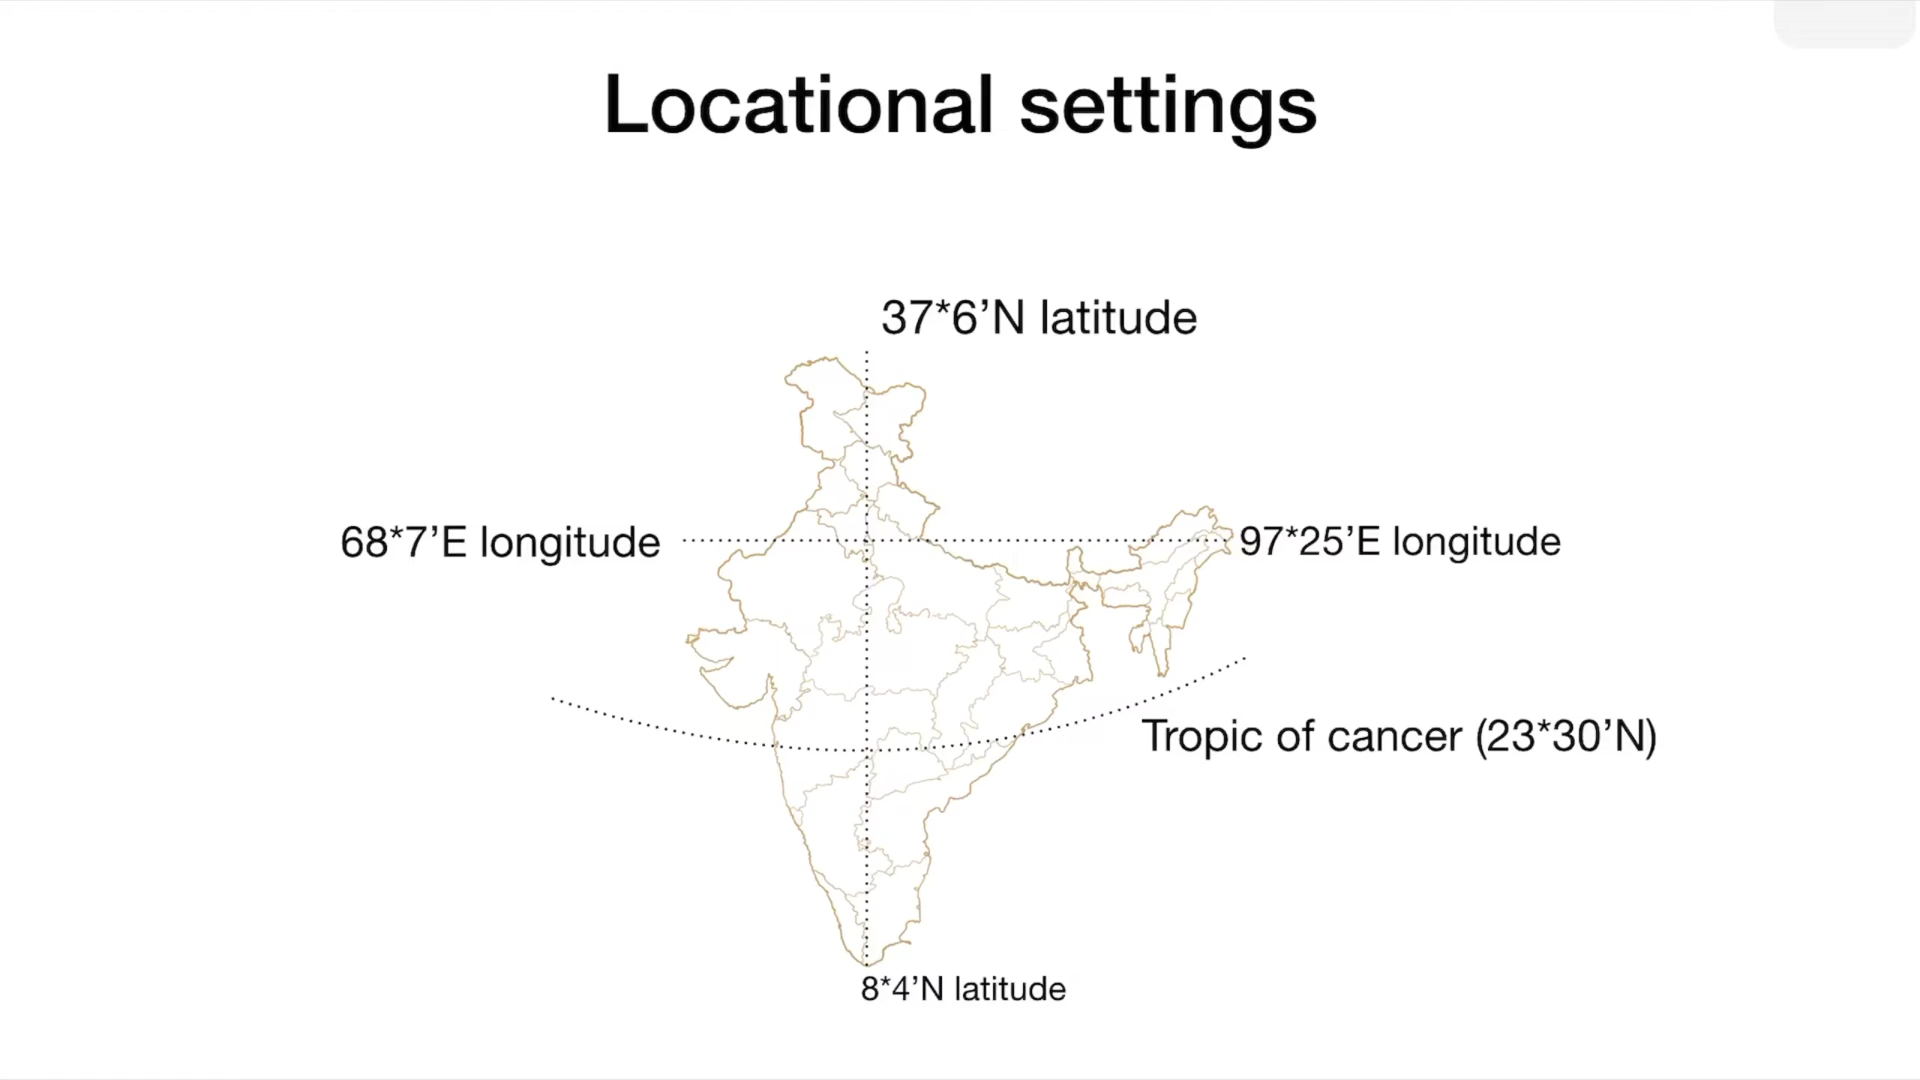 Locational settings
37*6’N latitude
68*7’E longitude
97*25’E longitude
Tropic of cancer (23*30’N)
8*4’N latitude